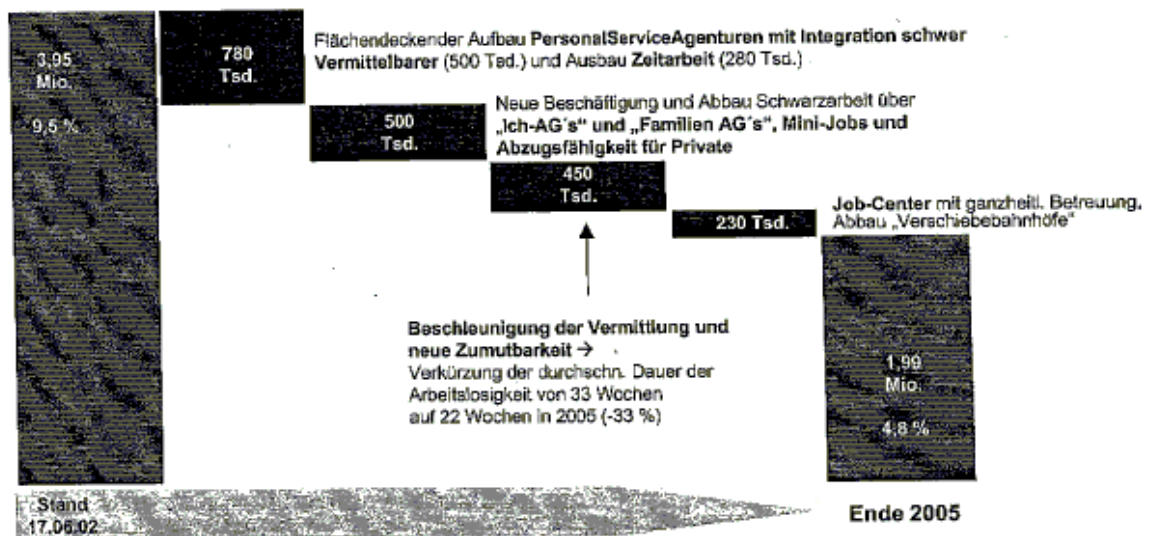 3,95
Mio.
9,5 %
780
Tsd.
Flächendeckender Aufbau PersonalServiceAgenturen mit Integration schwer
Vermittelbarer (500 Tsd.) und Ausbau Zeitarbeit (280 Tsd.)
500
Tsd.
Neue Beschäftigung und Abbau Schwarzarbeit über
„Ich-AG´s“ und „Familien AG´s“, Mini-Jobs und
Abzugsfähigkeit für Private
450
Tsd.
230 Tsd.
Job-Center mit ganzheitl. Betreuung,
Abbau „Verschiebebahnhöfe“
Beschleunigung der Vermittlung und
neue Zumutbarkeit →
Verkürzung der durchschn. Dauer der
Arbeitslosigkeit von 33 Wochen
auf 22 Wochen in 2005 (-33 %)
1,99
Mio.
4,8 %
Stand
17.06.02
Ende 2005